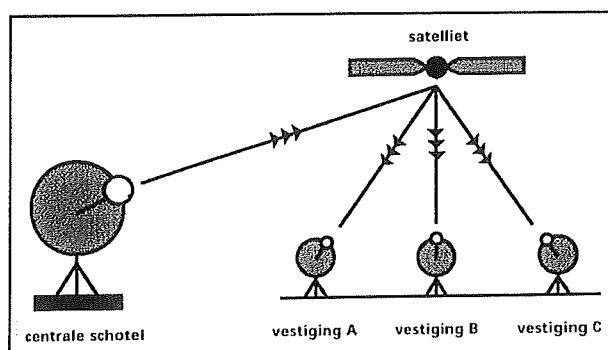 satelliet
centrale schotel
vestiging A
vestiging B
vestiging C